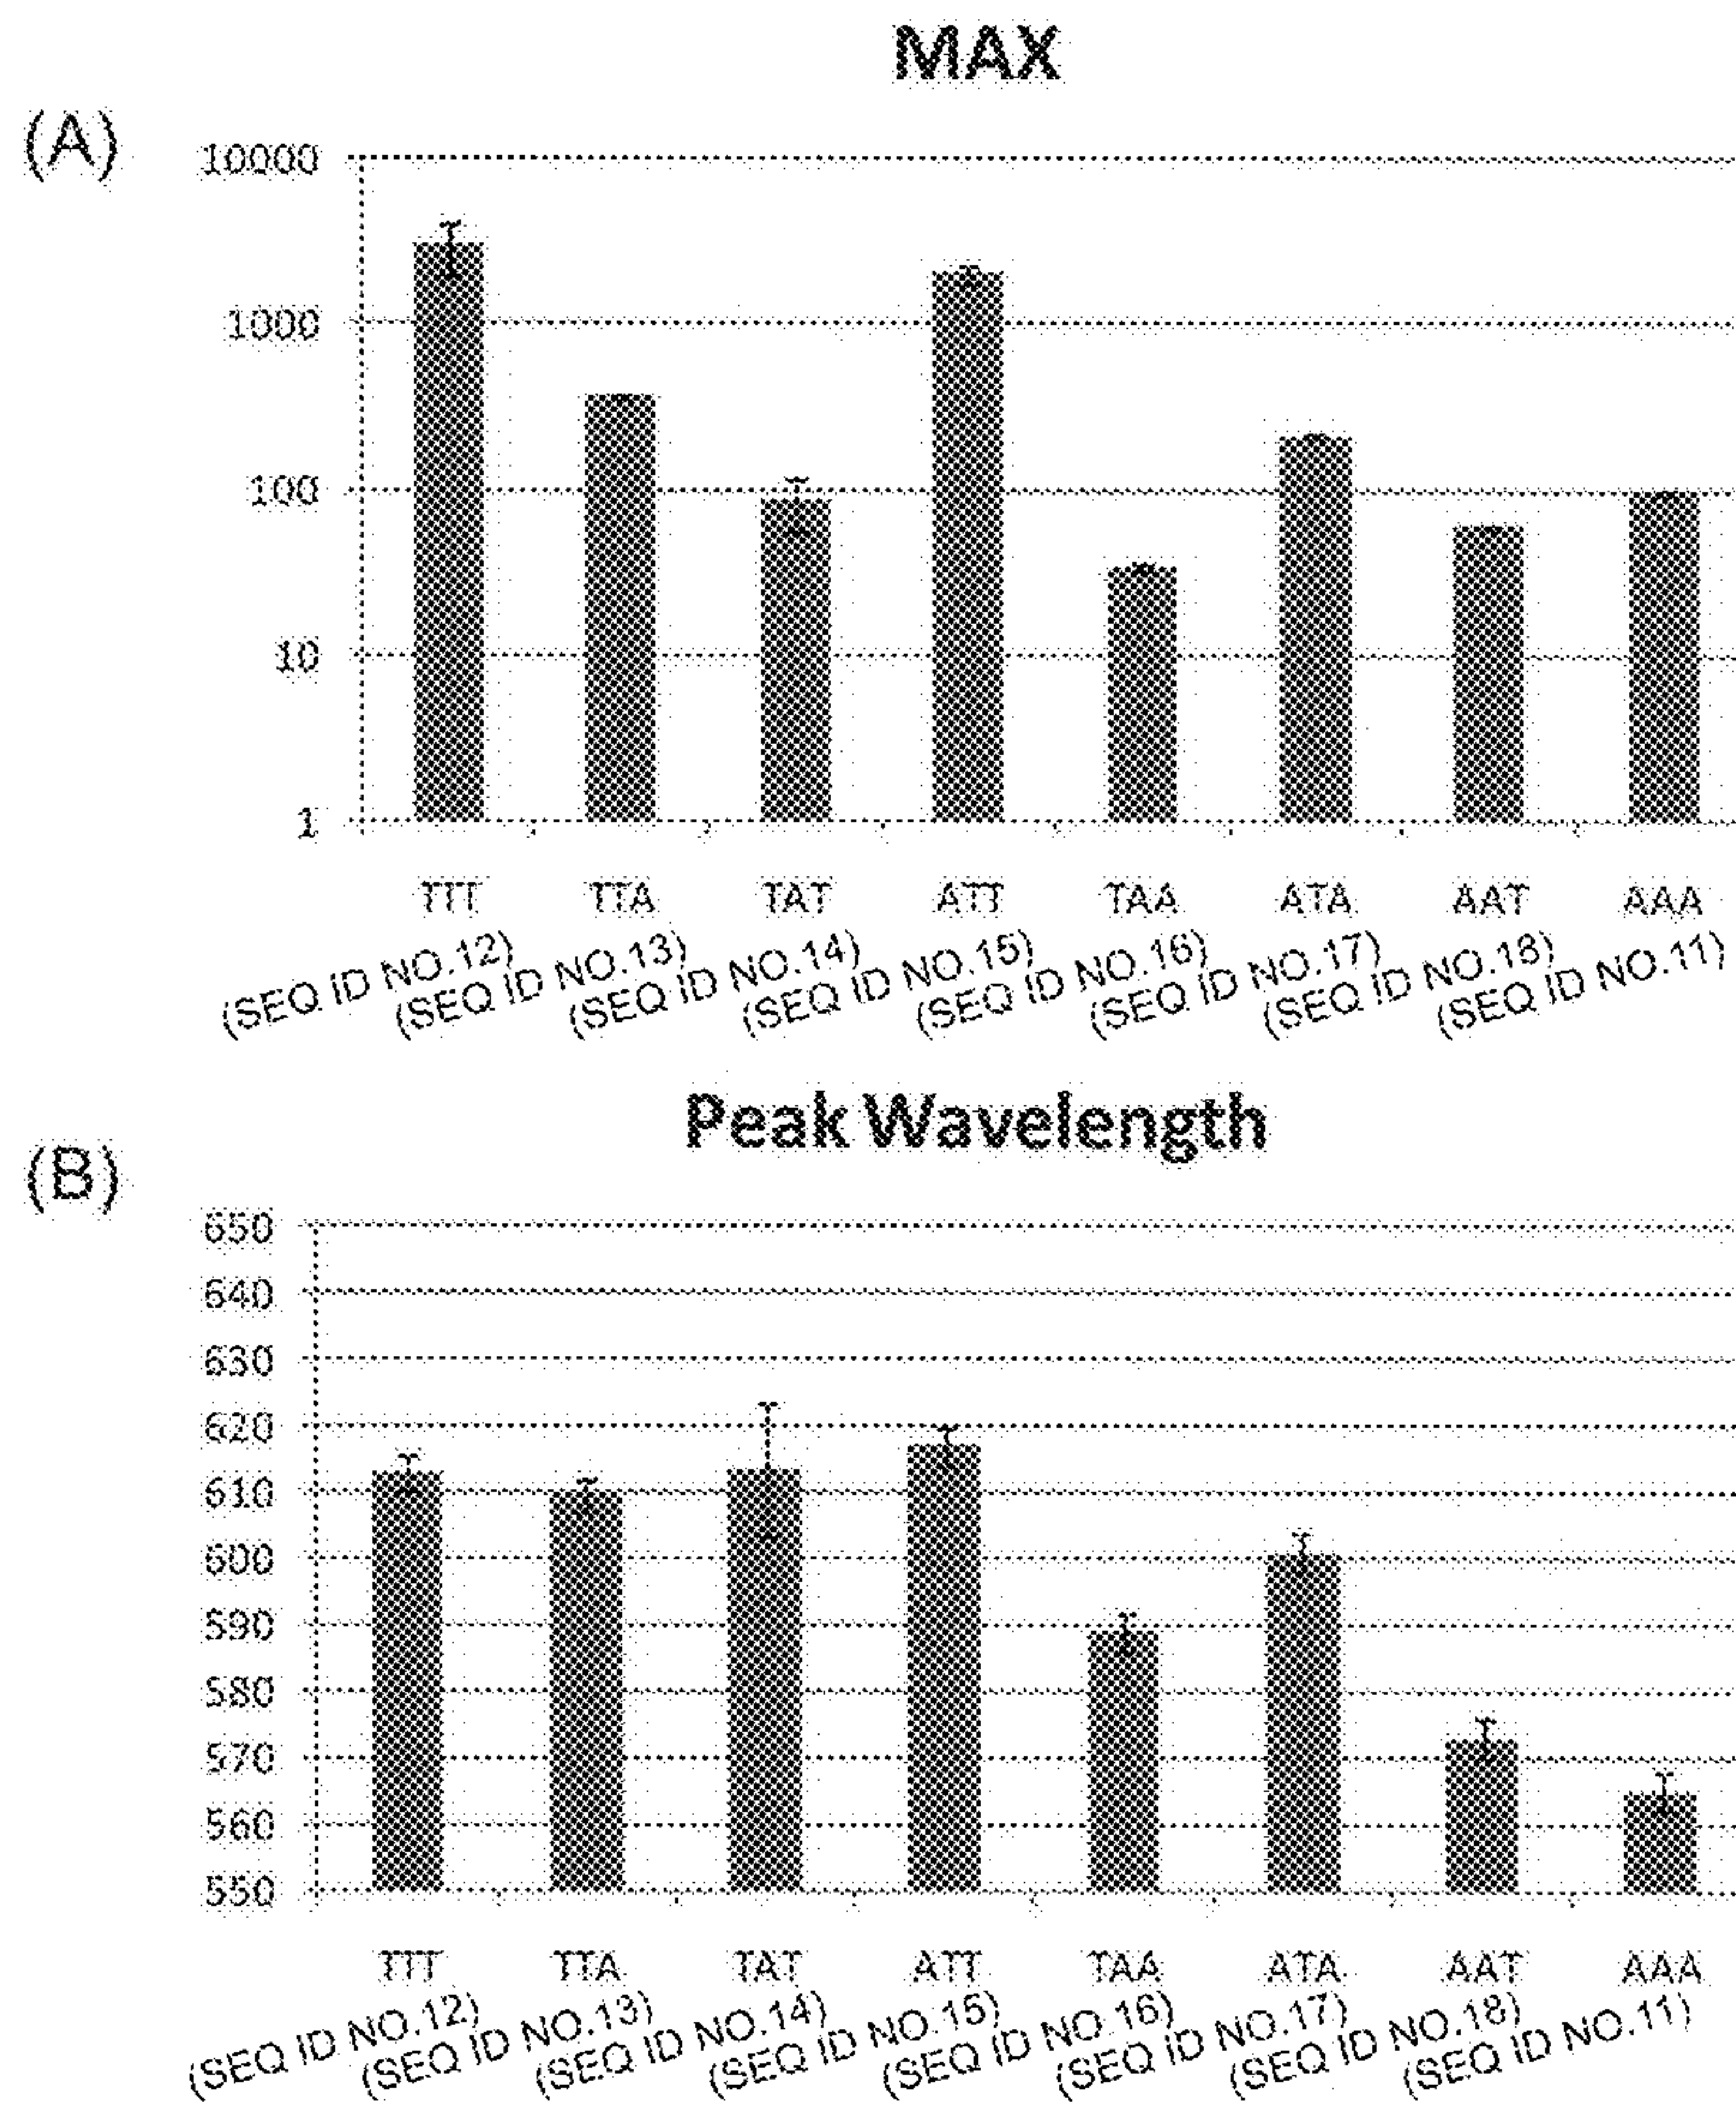 MAX
(A)
10000
1000
100
10
1
TTT TTA TAT ATT TAA ATA AAT AAA
(SEQ ID NO.12) (SEQ ID NO.13) (SEQ ID NO.14) (SEQ ID NO.15) (SEQ ID NO.16) (SEQ ID NO.17) (SEQ ID NO.18) (SEQ ID NO.11)
Peak Wavelength
(B)
650
640
630
620
610
600
590
580
570
560
550
TTT TTA TAT ATT TAA ATA AAT AAA
(SEQ ID NO.12) (SEQ ID NO.13) (SEQ ID NO.14) (SEQ ID NO.15) (SEQ ID NO.16) (SEQ ID NO.17) (SEQ ID NO.18) (SEQ ID NO.11)